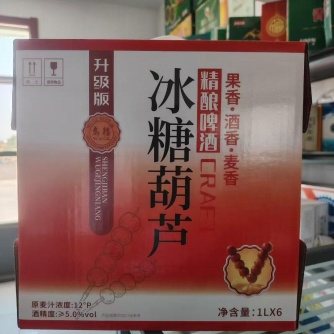 升级版
冰糖葫芦
精酿啤酒
CRAFT
果香·酒香·麦香
原麦汁浓度:12°P
酒精度:≥5.0%vol
净含量:1LX6